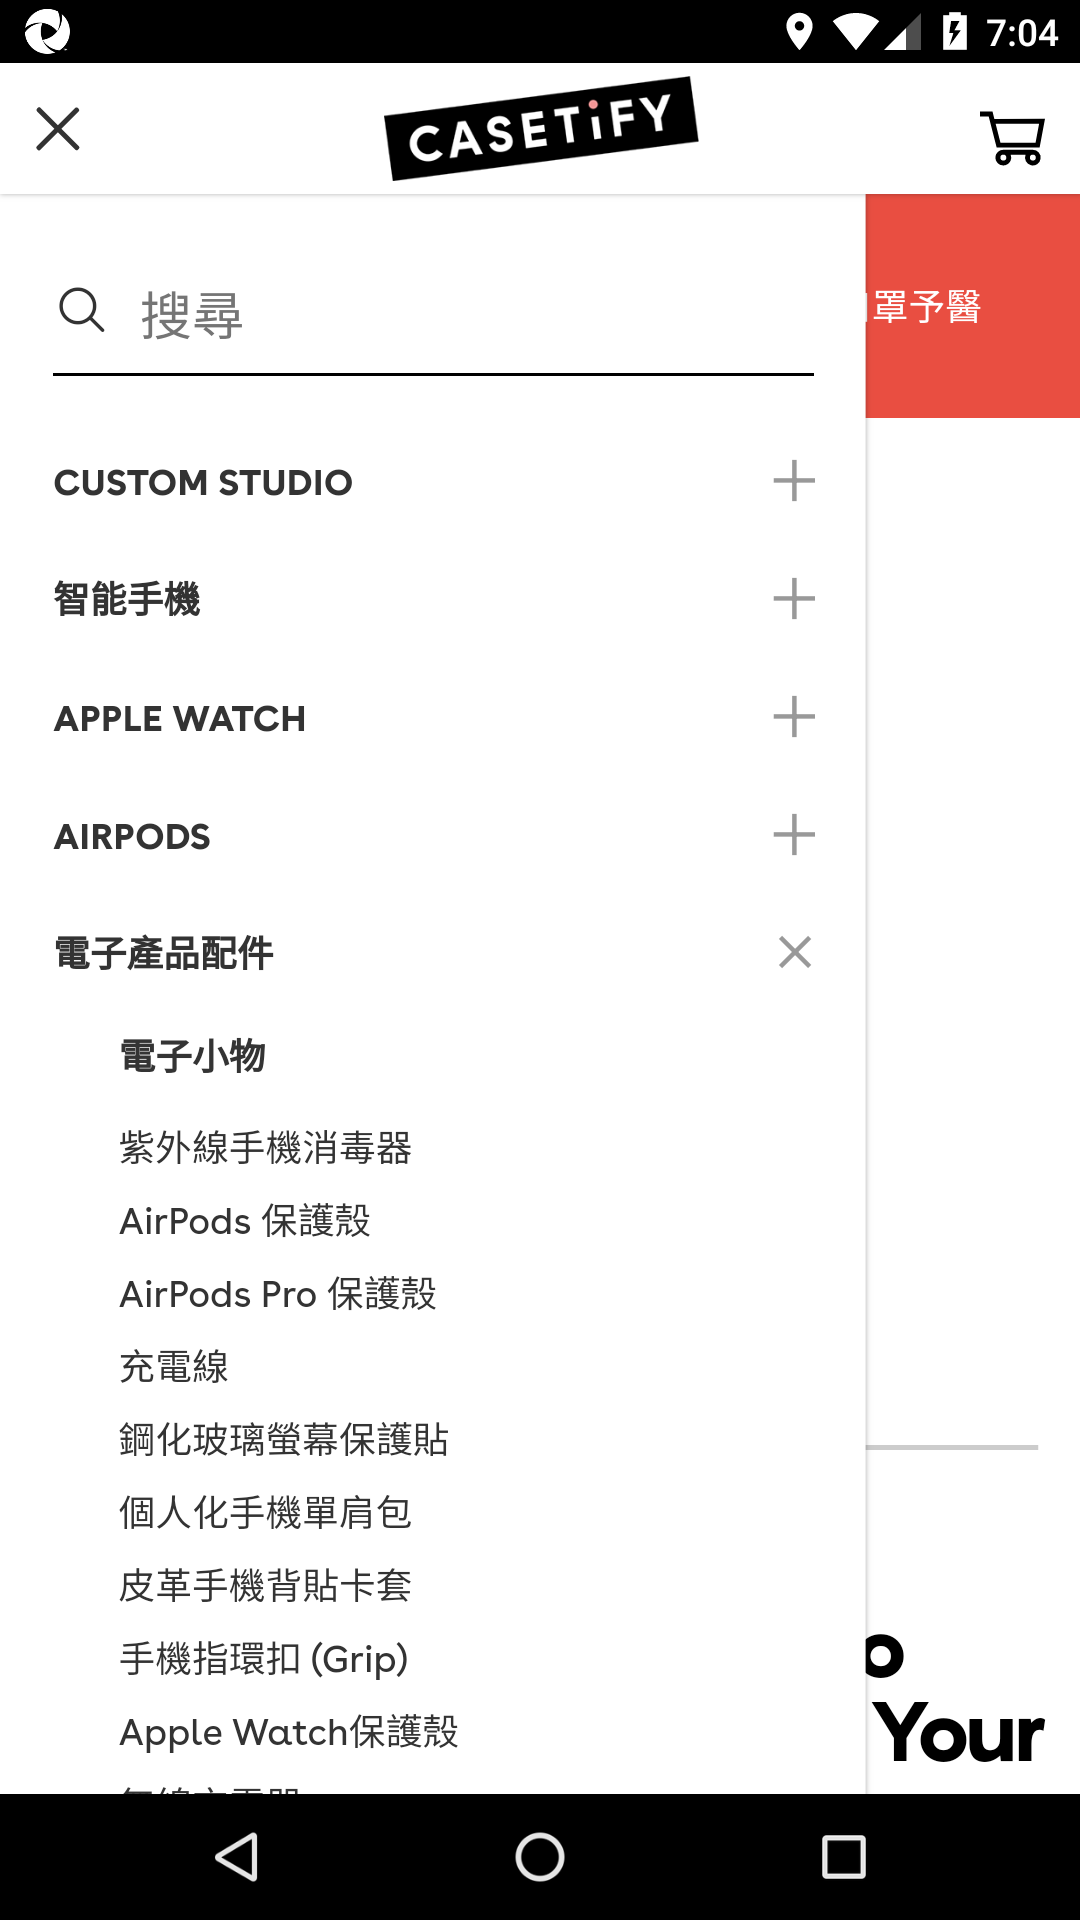 7:04
CASETiFY
搜尋
罩予醫
CUSTOM STUDIO
智能手機
APPLE WATCH
AIRPODS
電子產品配件
電子小物
紫外線手機消毒器
AirPods 保護殼
AirPods Pro 保護殼
充電線
鋼化玻璃螢幕保護貼
個人化手機單肩包
皮革手機背貼卡套
手機指環扣 (Grip)
Apple Watch保護殼
Your